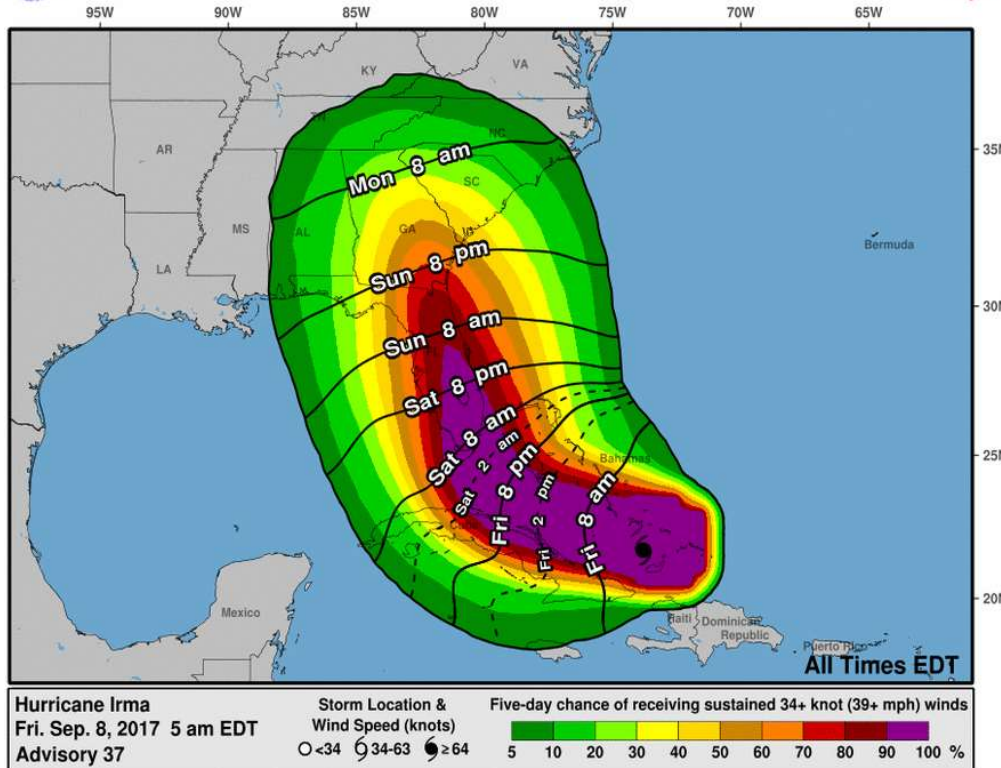 95W 90W 85W 80W 75W 70W 65W
KY
VA
TN
NC
AR
35N
Mon 8 am
SC
MS
AL
GA
Bermuda
Sun 8 pm
LA
30N
Sun 8 am
Sat 8 pm
Sat 8 am
Sat 2 am
Fri 8 pm
Fri 2 pm
Fri 8 am
Bahamas
25N
Mexico
20N
Haiti
Dominican
Republic
Puerto Rico
All Times EDT
Hurricane Irma
Fri. Sep. 8, 2017 5 am EDT
Advisory 37
Storm Location &
Wind Speed (knots)
<34 34-63 ≥ 64
Five-day chance of receiving sustained 34+ knot (39+ mph) winds
5 10 20 30 40 50 60 70 80 90 100 %